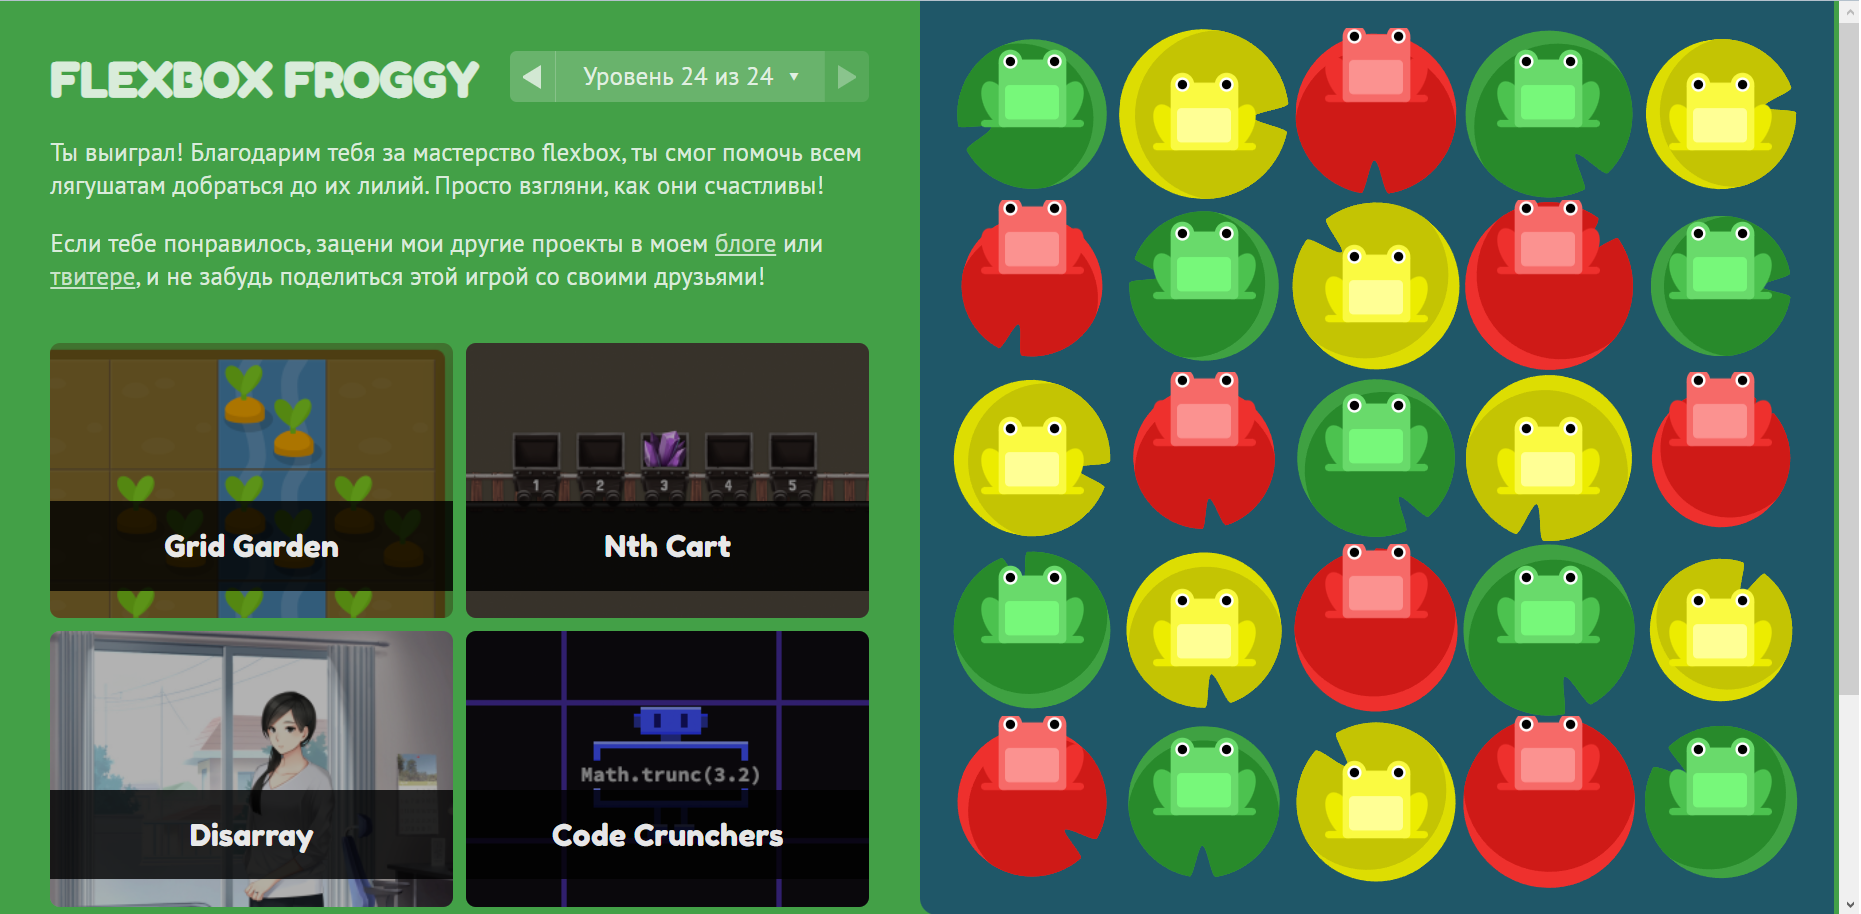 FLEXBOX FROGGY
◀ Уровень 24 из 24 ▼ ▶
Ты выиграл! Благодарим тебя за мастерство flexbox, ты смог помочь всем
лягушатам добраться до их лилий. Просто взгляни, как они счастливы!
Если тебе понравилось, зацени мои другие проекты в моем блоге или
твитере, и не забудь поделиться этой игрой со своими друзьями!
Grid Garden
1 2 3 4 5
Nth Cart
Disarray
Math.trunc(3.2)
Code Crunchers